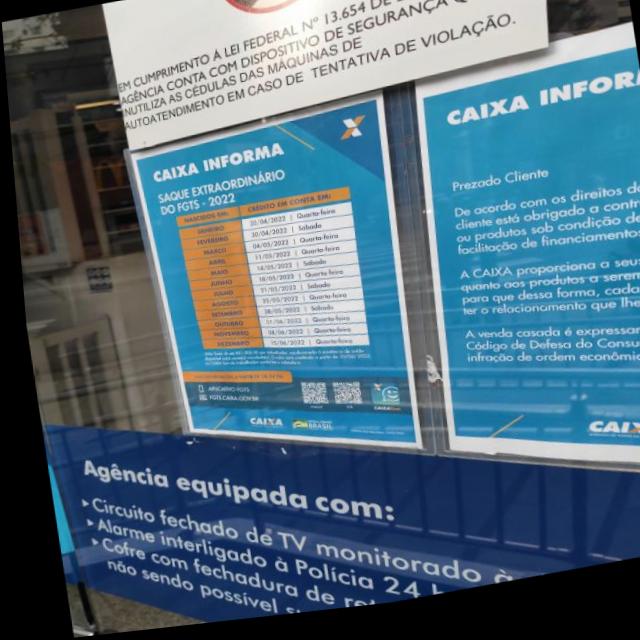 EM CUMPRIMENTO À LEI FEDERAL Nº 13.654 DE
AGÊNCIA CONTA COM DISPOSITIVO DE SEGURANÇA
INUTILIZA AS CÉDULAS DAS MÁQUINAS DE
AUTOATENDIMENTO EM CASO DE TENTATIVA DE VIOLAÇÃO.
CAIXA INFORMA
SAQUE EXTRAORDINÁRIO
DO FGTS - 2022
NASCIDOS EM: CRÉDITO EM CONTA EM:
JANEIRO 20/04/2022 | Quarta-feira
FEVEREIRO 30/04/2022 | Sábado
MARÇO 04/05/2022 | Quarta-feira
ABRIL 11/05/2022 | Quarta-feira
MAIO 14/05/2022 | Sábado
JUNHO 18/05/2022 | Quarta-feira
JULHO 21/05/2022 | Sábado
AGOSTO 25/05/2022 | Quarta-feira
SETEMBRO 28/05/2022 | Sábado
OUTUBRO 01/06/2022 | Quarta-feira
NOVEMBRO 08/06/2022 | Quarta-feira
DEZEMBRO 15/06/2022 | Quarta-feira
APLICATIVO FGTS
FGTS.CAIXA.GOV.BR
CAIXA
BRASIL
CAIXA INFOR
Prezado Cliente
De acordo com os direitos d
cliente está obrigado a contr
ou produtos sob condição d
facilitação de financiamentos
A CAIXA proporciona a seus
quanto aos produtos a serem
para que dessa forma, cada
ter o relacionamento que lhe
A venda casada é expressa
Código de Defesa do Consu
infração de ordem econômic
CAIX
Agência equipada com:
▸Circuito fechado de TV monitorado
▸Alarme interligado à Polícia 24
▸Cofre com fechadura de
não sendo possível